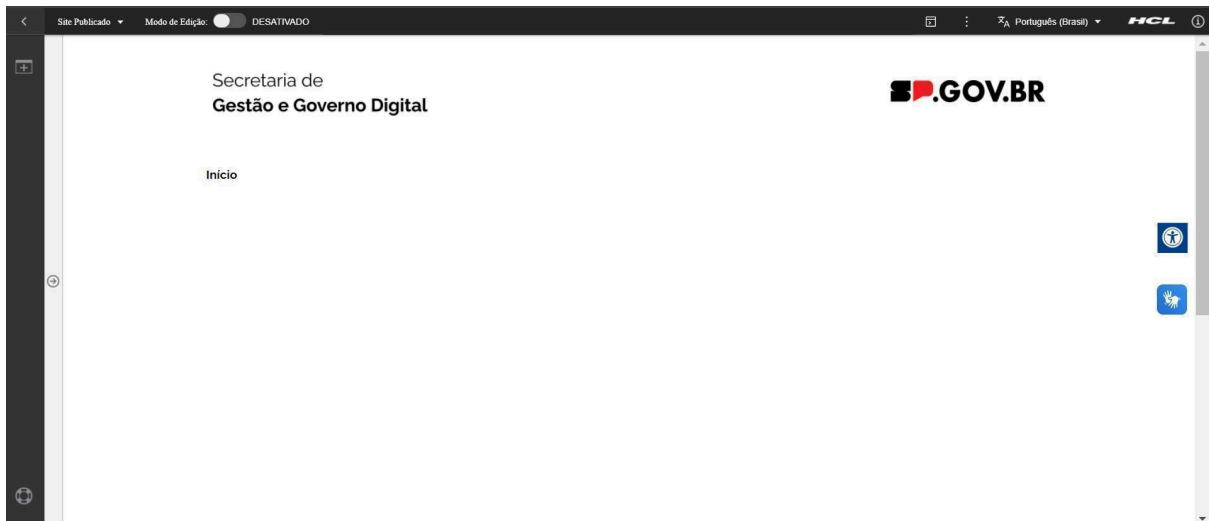 Site Publicado Modo de Edição: DESATIVADO Português (Brasil) HCL
Secretaria de
Gestão e Governo Digital
SP.GOV.BR
Início